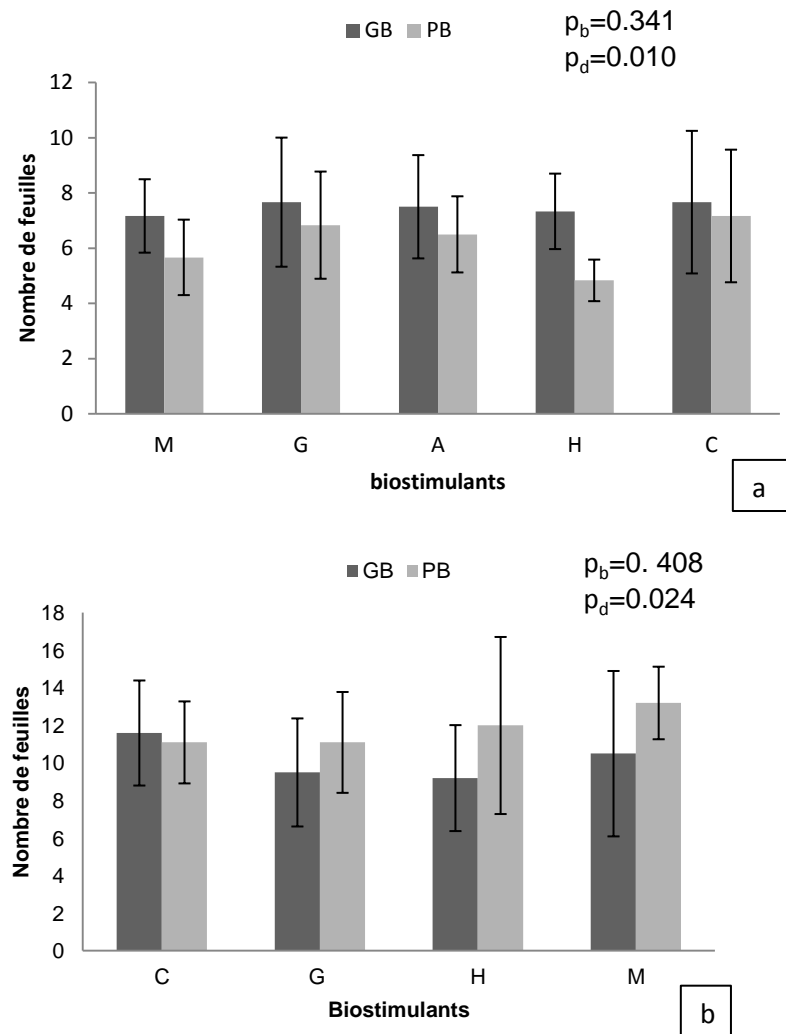 GB PB
p_b=0.341
p_d=0.010
Nombre de feuilles
12
10
8
6
4
2
0
M G A H C
biostimulants
a
GB PB
p_b=0. 408
p_d=0.024
Nombre de feuilles
18
16
14
12
10
8
6
4
2
0
C G H M
Biostimulants
b